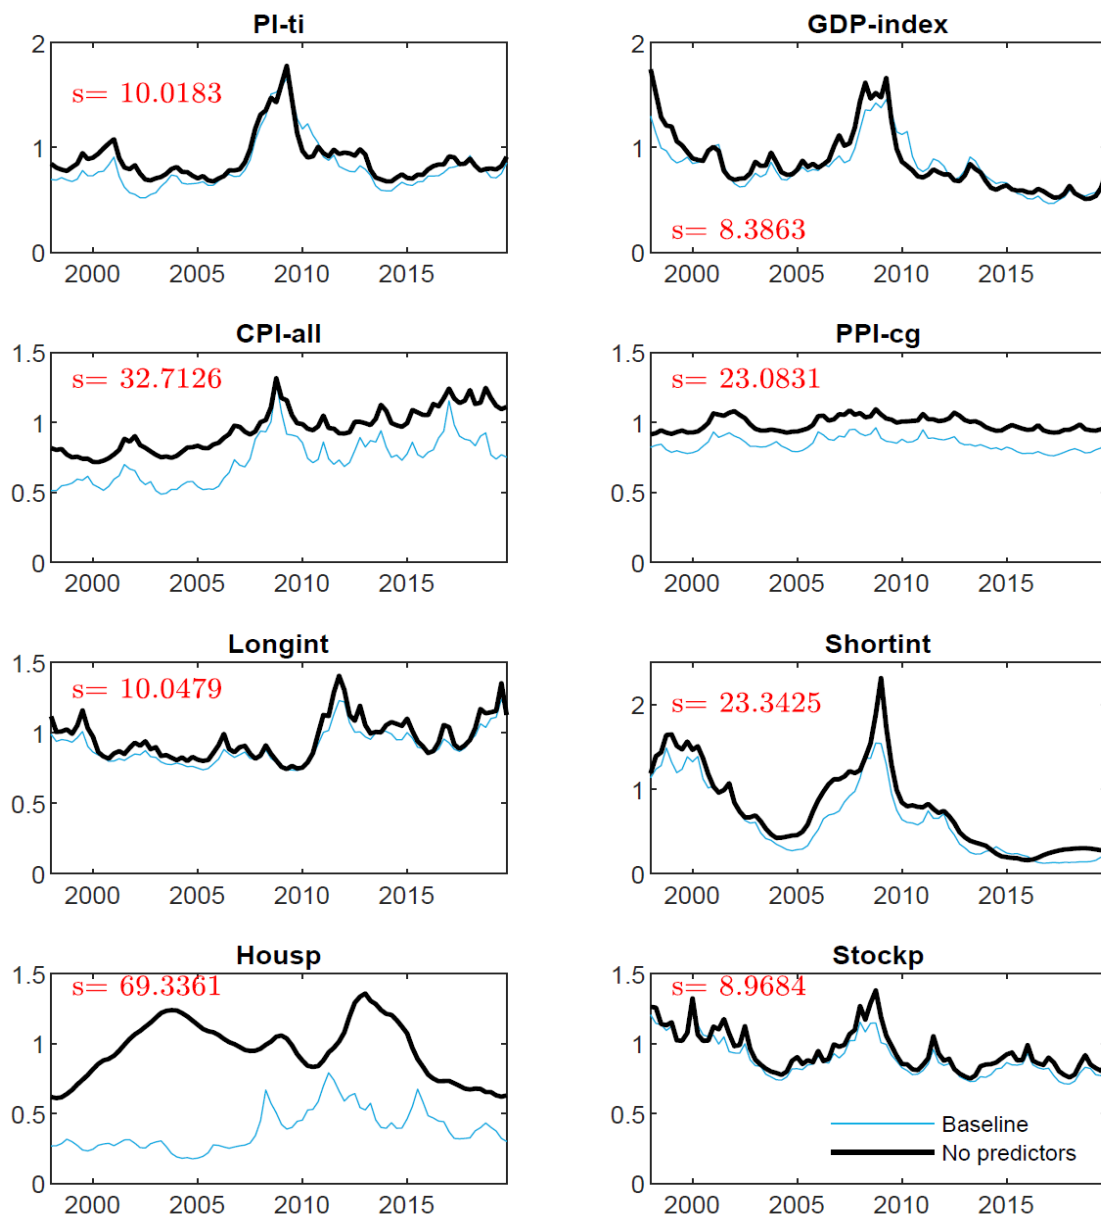 PI-ti
GDP-index
2
1
0
s= 10.0183
2000 2005 2010 2015
2
1
0
s= 8.3863
2000 2005 2010 2015
CPI-all
PPI-cg
1.5
1
0.5
0
s= 32.7126
2000 2005 2010 2015
1.5
1
0.5
0
s= 23.0831
2000 2005 2010 2015
Longint
Shortint
1.5
1
0.5
0
s= 10.0479
2000 2005 2010 2015
2
1
0
s= 23.3425
2000 2005 2010 2015
Housp
Stockp
1.5
1
0.5
0
s= 69.3361
2000 2005 2010 2015
1.5
1
0.5
0
s= 8.9684
Baseline
No predictors
2000 2005 2010 2015